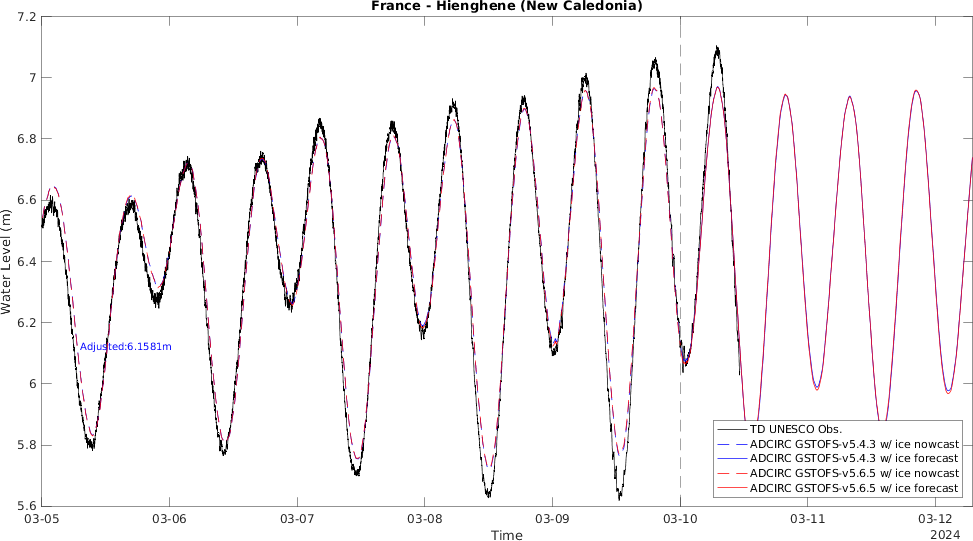 France - Hienghene (New Caledonia)
7.2
7
6.8
6.6
6.4
6.2
6
5.8
5.6
Water Level (m)
Adjusted:6.1581m
TD UNESCO Obs.
ADCIRC GSTOFS-v5.4.3 w/ ice nowcast
ADCIRC GSTOFS-v5.4.3 w/ ice forecast
ADCIRC GSTOFS-v5.6.5 w/ ice nowcast
ADCIRC GSTOFS-v5.6.5 w/ ice forecast
03-05 03-06 03-07 03-08 03-09 03-10 03-11 03-12
Time
2024